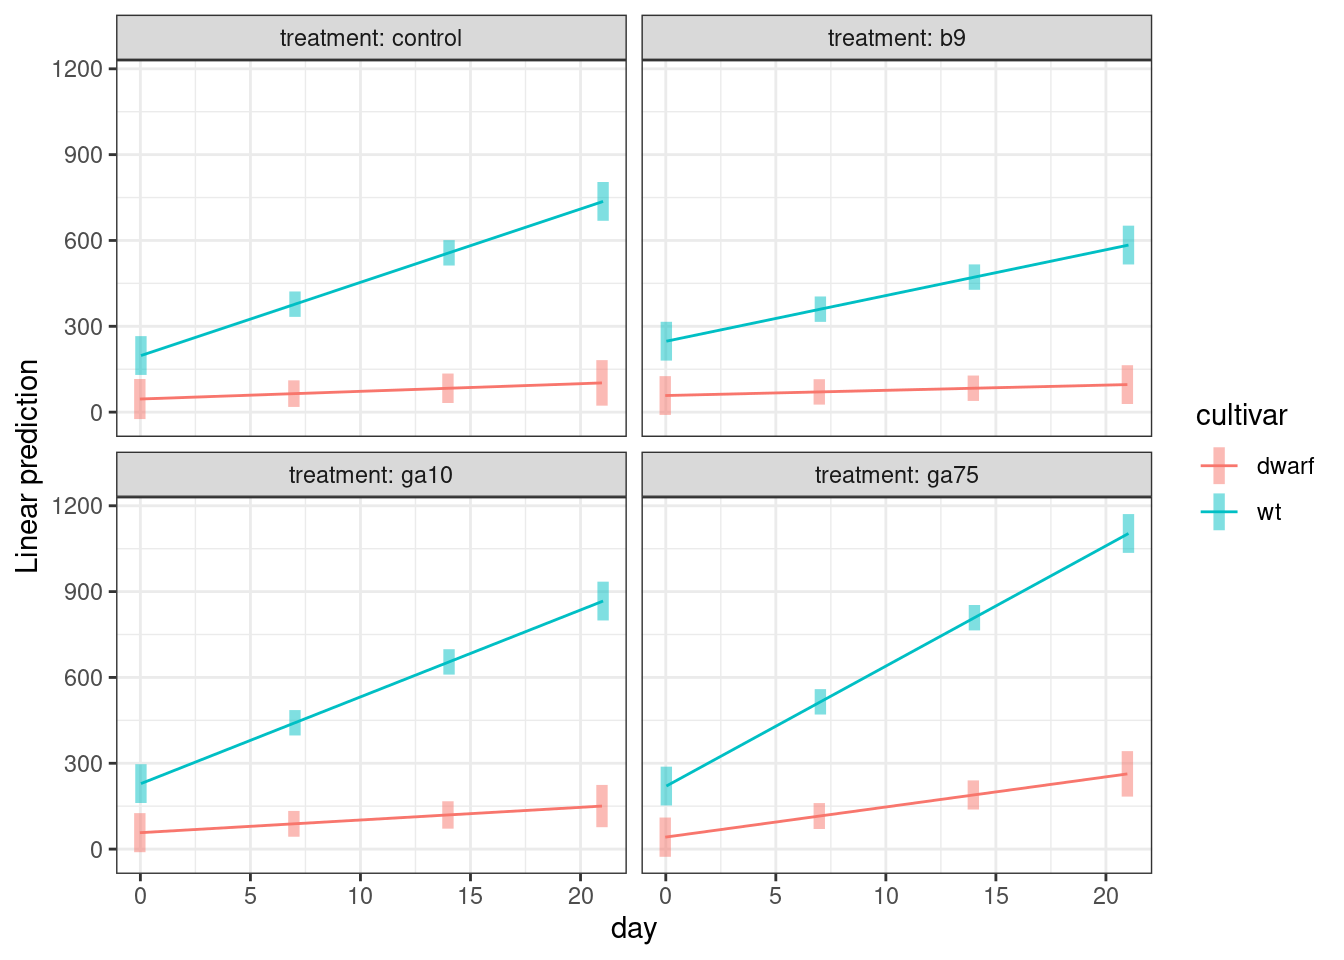 treatment: control
treatment: b9
1200
900
600
300
0
treatment: ga10
treatment: ga75
1200
900
600
300
0
0 5 10 15 20
0 5 10 15 20
day
Linear prediction
cultivar
dwarf
wt